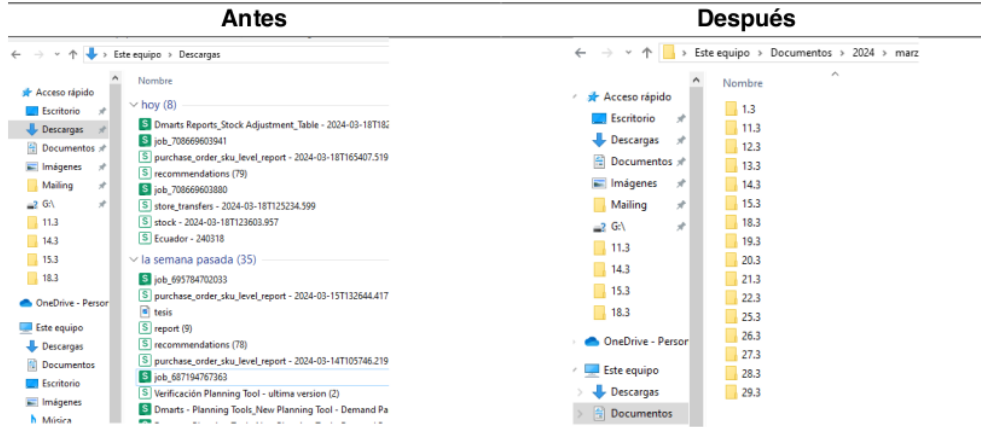 Antes
Después
Este equipo > Descargas
Nombre
Acceso rápido
Escritorio
Descargas
Documentos
Imágenes
Mailing
G:\
11.3
14.3
15.3
18.3
OneDrive - Person
Este equipo
Descargas
Documentos
Escritorio
Imágenes
Música
hoy (8)
Dmarts Reports_Stock Adjustment_Table - 2024-03-18T182
job_708669603941
purchase_order_sku_level_report - 2024-03-18T165407.519
recommendations (79)
job_708669603880
store_transfers - 2024-03-18T125234.599
stock - 2024-03-18T123603.957
Ecuador - 240318
la semana pasada (35)
job_695784702033
purchase_order_sku_level_report - 2024-03-15T132644.417
tesis
report (9)
recommendations (78)
purchase_order_sku_level_report - 2024-03-14T105746.219
job_687194767363
Verificación Planning Tool - ultima version (2)
Dmarts - Planning Tools_New Planning Tool - Demand Pa
Este equipo > Documentos > 2024 > marz
Acceso rápido
Escritorio
Descargas
Documentos
Imágenes
Mailing
G:\
11.3
14.3
15.3
18.3
OneDrive - Person
Este equipo
Descargas
Documentos
Nombre
1.3
11.3
12.3
13.3
14.3
15.3
18.3
19.3
20.3
21.3
22.3
25.3
26.3
27.3
28.3
29.3